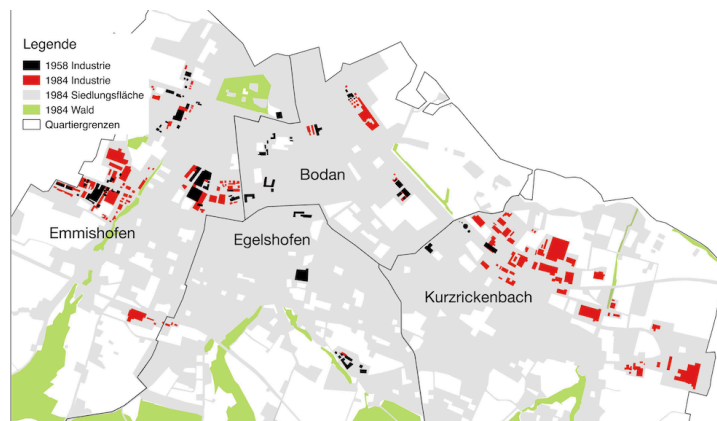 Legende
1958 Industrie
1984 Industrie
1984 Siedlungsfläche
1984 Wald
Quartiergrenzen
Bodan
Emmishofen
Egelshofen
Kurzrickenbach